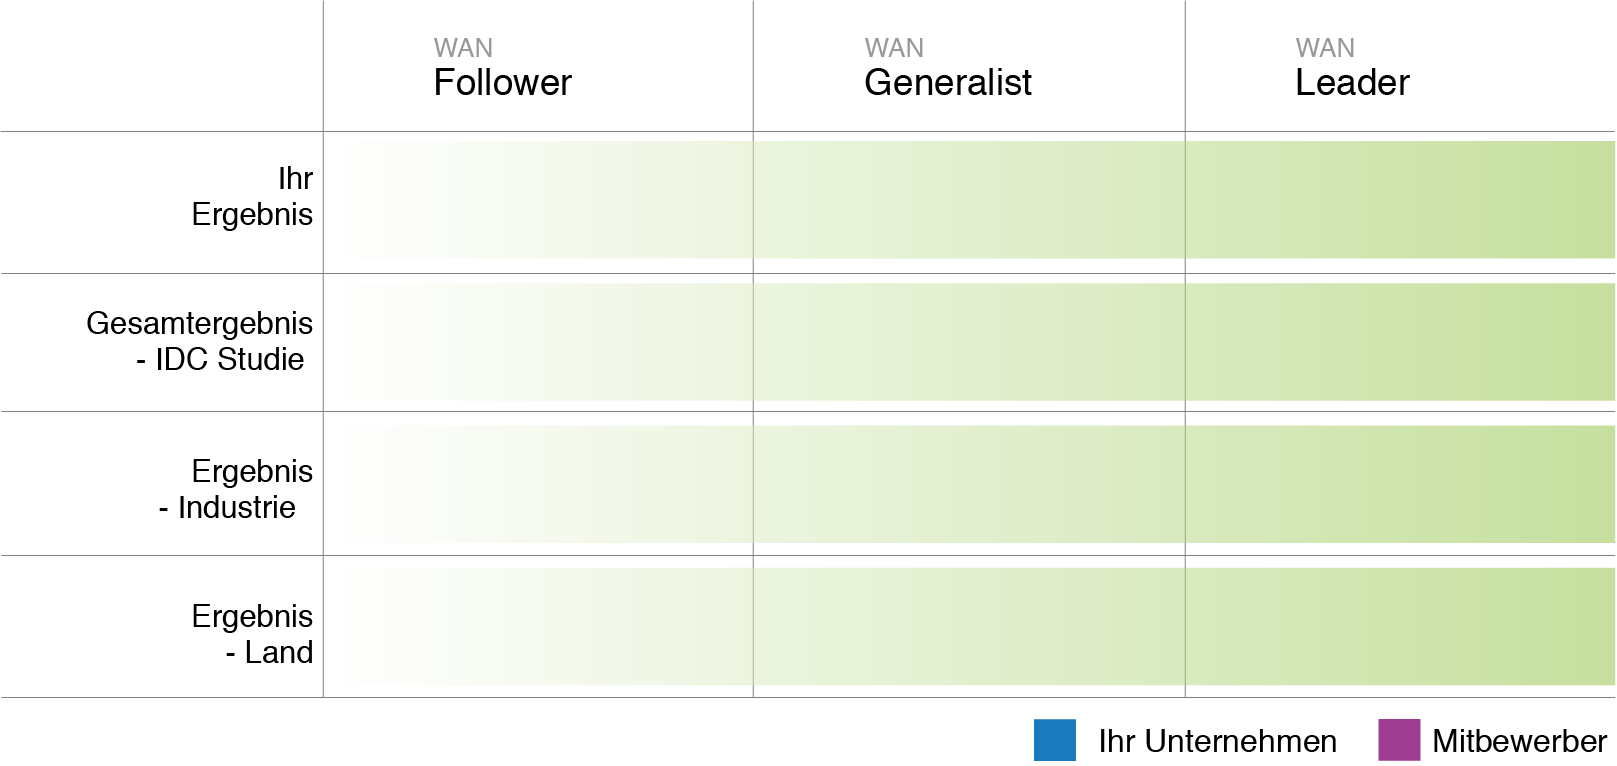 WAN
Follower
WAN
Generalist
WAN
Leader
Ihr
Ergebnis
Gesamtergebnis
- IDC Studie
Ergebnis
- Industrie
Ergebnis
- Land
Ihr Unternehmen
Mitbewerber